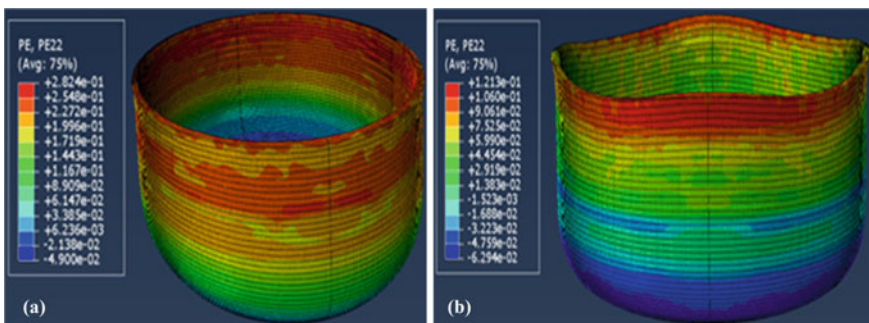 PE, PE22
(Avg: 75%)
+2.824e-01
+2.548e-01
+2.272e-01
+1.996e-01
+1.719e-01
+1.443e-01
+1.167e-01
+8.909e-02
+6.147e-02
+3.385e-02
+6.236e-03
-2.138e-02
-4.900e-02
(a)
PE, PE22
(Avg: 75%)
+1.213e-01
+1.060e-01
+9.061e-02
+7.525e-02
+5.990e-02
+4.454e-02
+2.919e-02
+1.383e-02
-1.523e-03
-1.688e-02
-3.223e-02
-4.759e-02
-6.294e-02
(b)